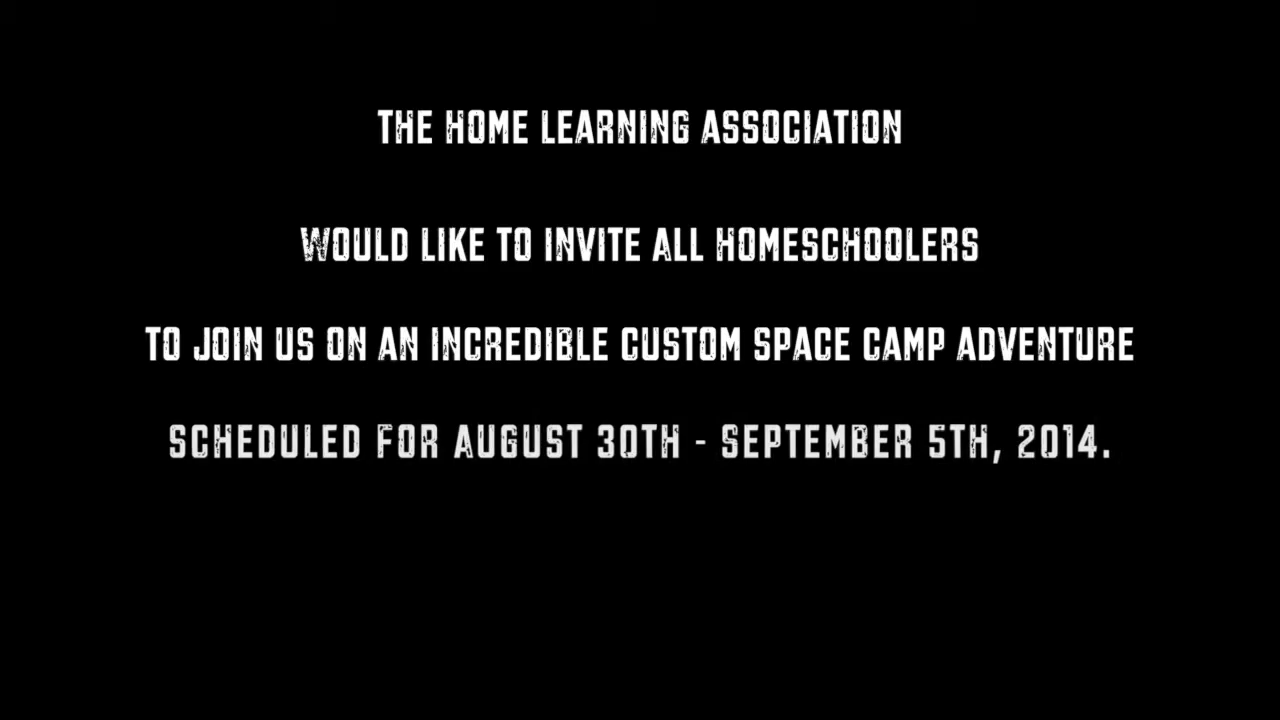 THE HOME LEARNING ASSOCIATION
WOULD LIKE TO INVITE ALL HOMESCHOOLERS
TO JOIN US ON AN INCREDIBLE CUSTOM SPACE CAMP ADVENTURE
SCHEDULED FOR AUGUST 30TH - SEPTEMBER 5TH, 2014.